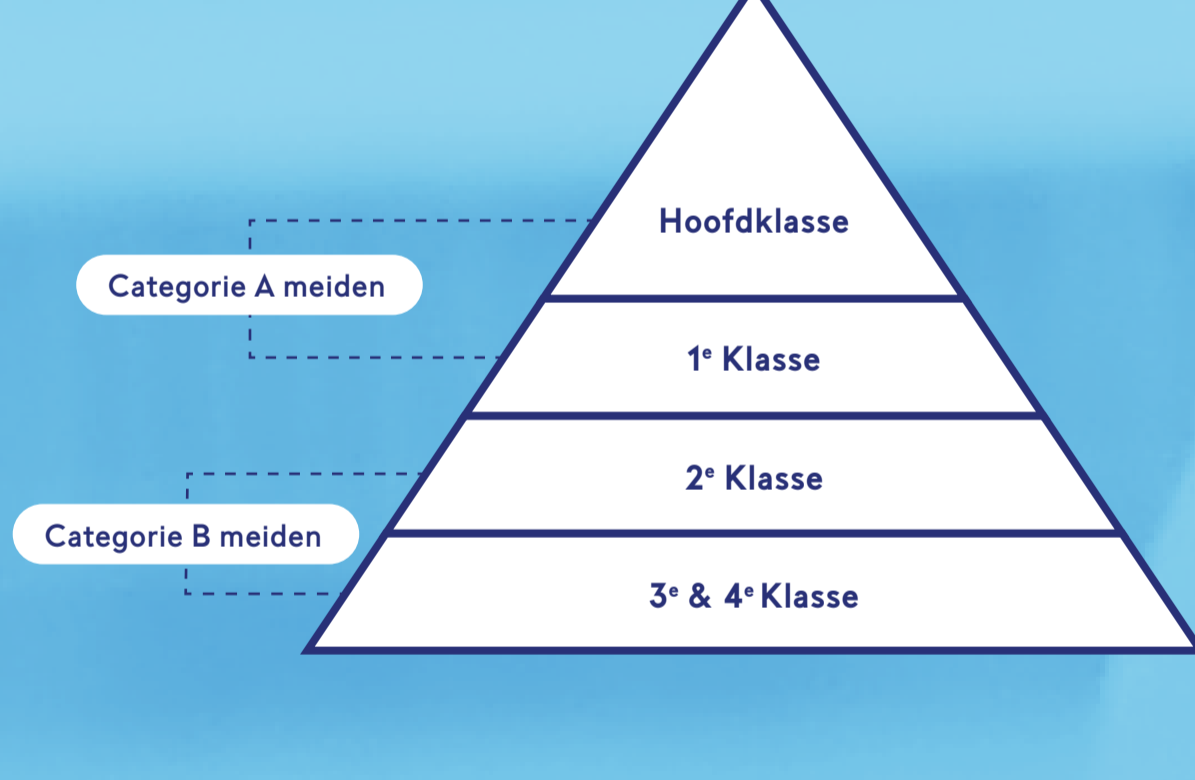 Hoofdklasse
Categorie A meiden
1ᵉ Klasse
2ᵉ Klasse
Categorie B meiden
3ᵉ & 4ᵉ Klasse